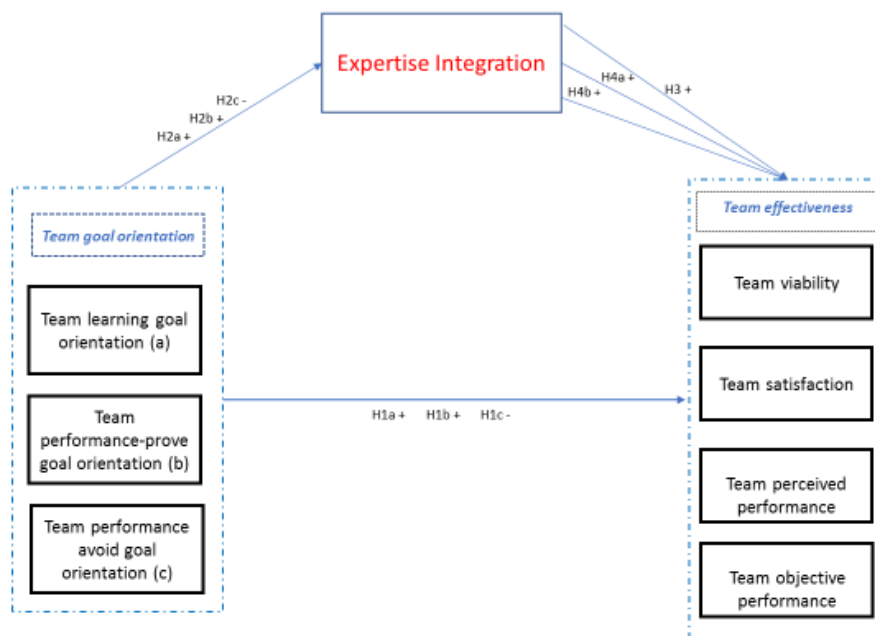 Expertise Integration
H2c -
H2b +
H2a +
H4a +
H4b +
H3 +
Team goal orientation
Team learning goal
orientation (a)
Team
performance-prove
goal orientation (b)
Team performance
avoid goal
orientation (c)
H1a + H1b + H1c -
Team effectiveness
Team viability
Team satisfaction
Team perceived
performance
Team objective
performance